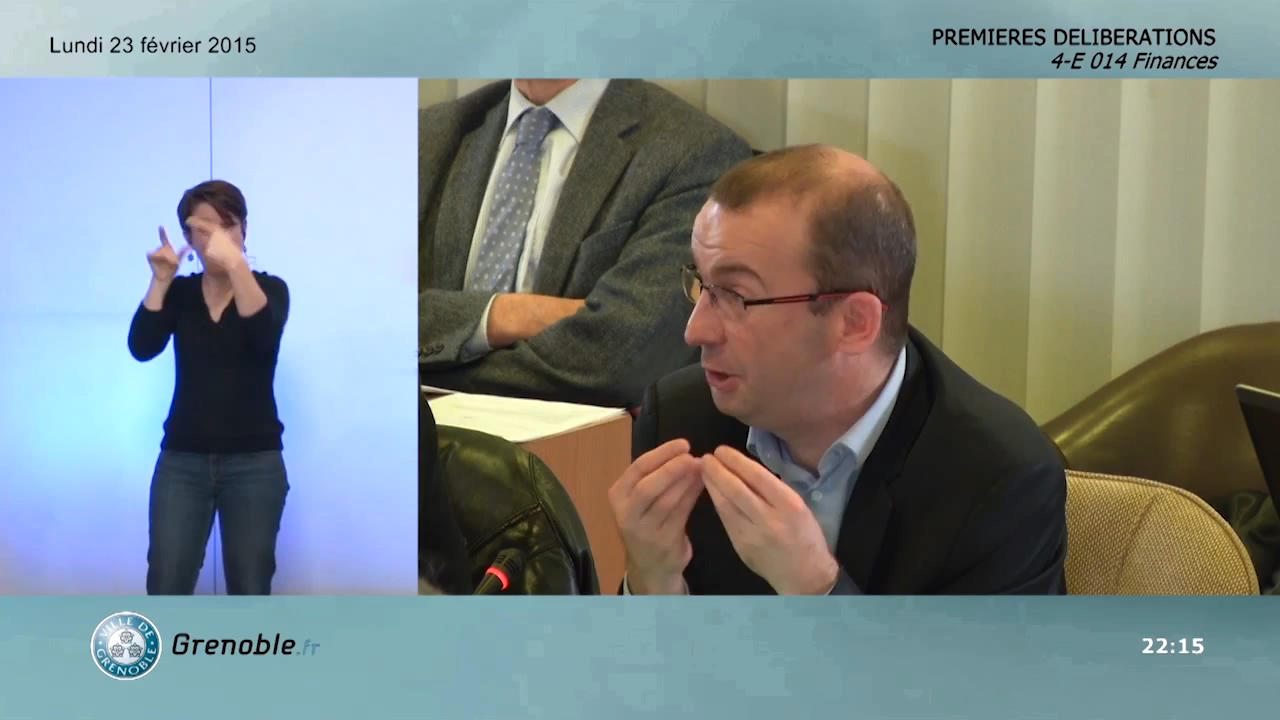 Lundi 23 février 2015
PREMIERES DELIBERATIONS
4-E 014 Finances
VILLE DE
GRENOBLE
Grenoble.fr
22:15